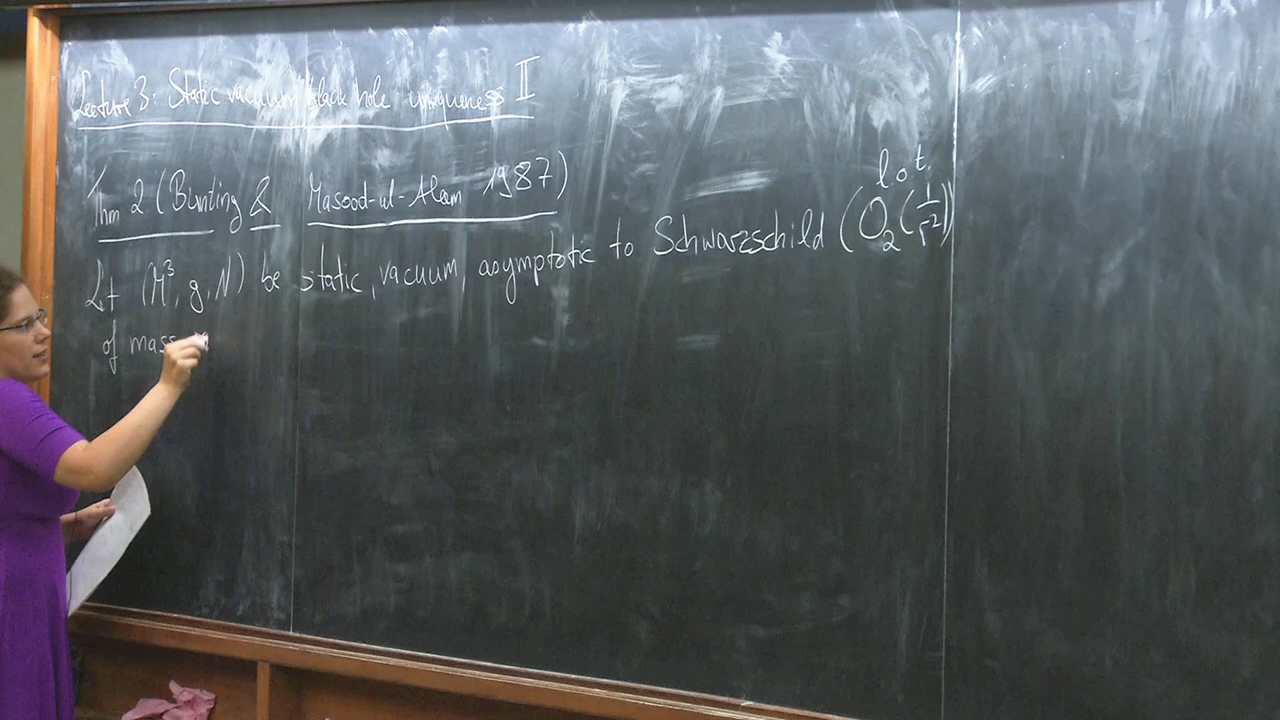 Lecture 3: Static vacuum black hole uniqueness II
Thm 2 (Bunting & Masood-ul-Alam 1987)
l.o.t.
Let (M³, g, N) be static, vacuum, asymptotic to Schwarzschild (O₂(1/r²))
of mass m